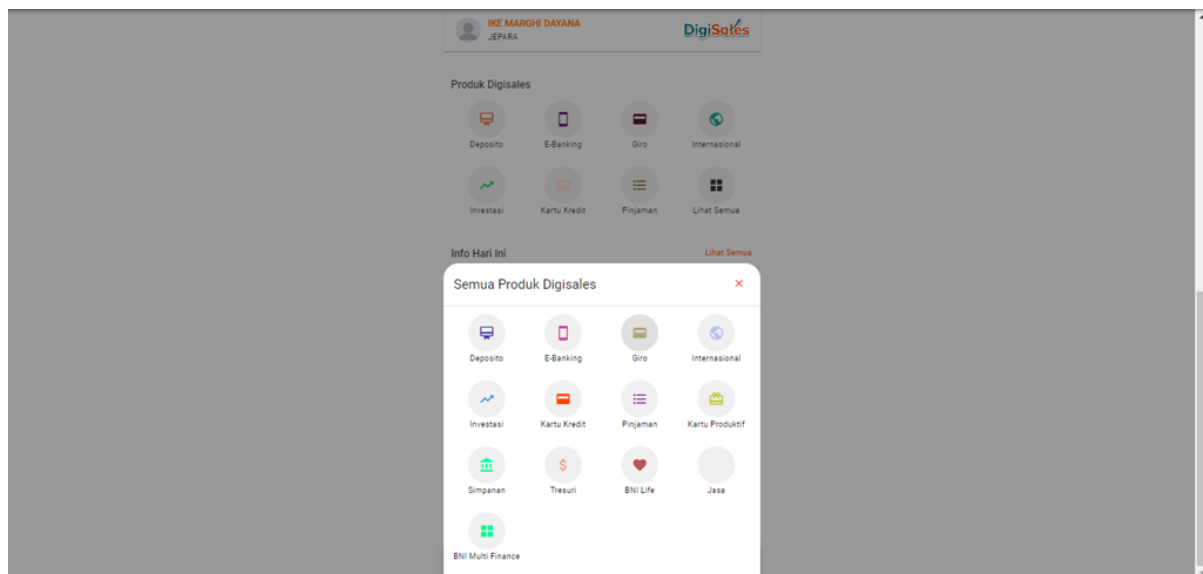 IKE MARGHI DAYANA
JEPARA
DigiSales
Produk Digisales
Deposito E-Banking Giro Internasional
Investasi Kartu Kredit Pinjaman Lihat Semua
Info Hari Ini Lihat Semua
Semua Produk Digisales
Deposito E-Banking Giro Internasional
Investasi Kartu Kredit Pinjaman Kartu Produktif
Simpanan Tresuri BNI Life Jasa
BNI Multi Finance